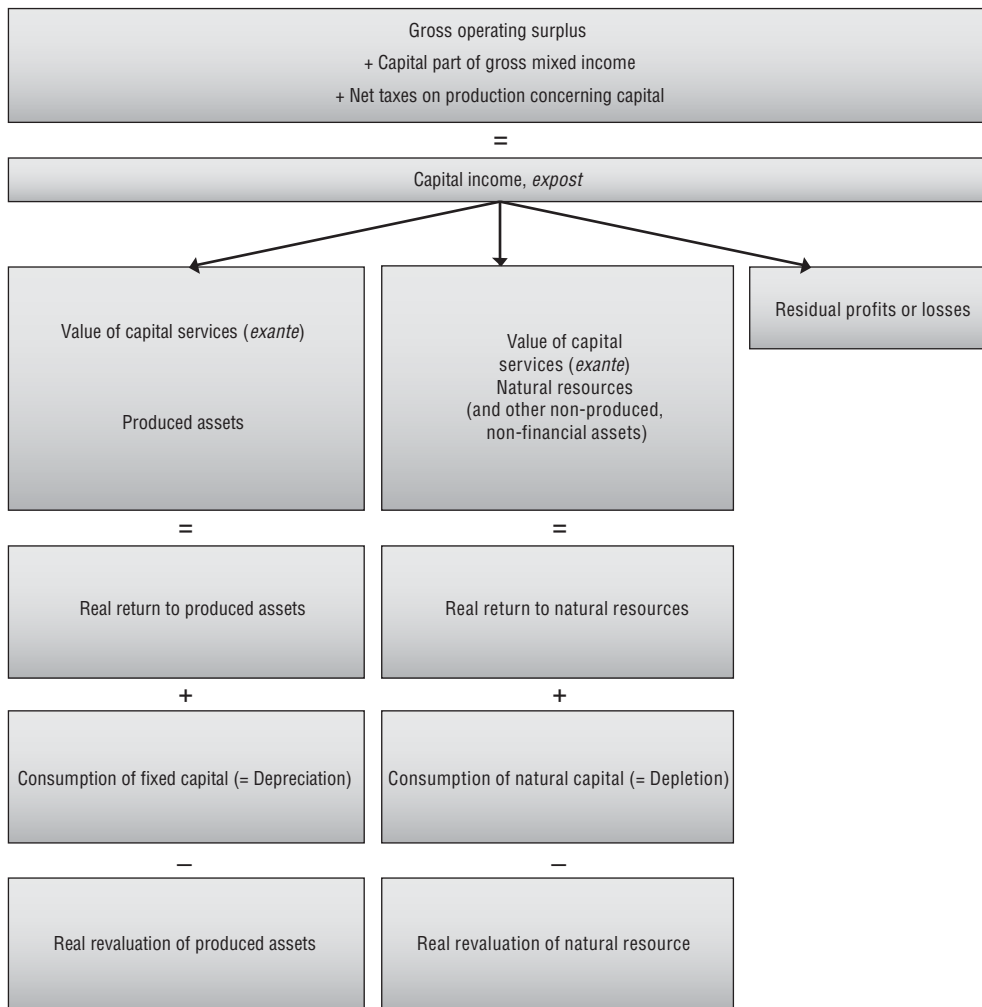 Gross operating surplus
+ Capital part of gross mixed income
+ Net taxes on production concerning capital
=
Capital income, expost
Value of capital services (exante)
Produced assets
Value of capital
services (exante)
Natural resources
(and other non-produced,
non-financial assets)
Residual profits or losses
=
=
Real return to produced assets
Real return to natural resources
+
+
Consumption of fixed capital (= Depreciation)
Consumption of natural capital (= Depletion)
–
–
Real revaluation of produced assets
Real revaluation of natural resource